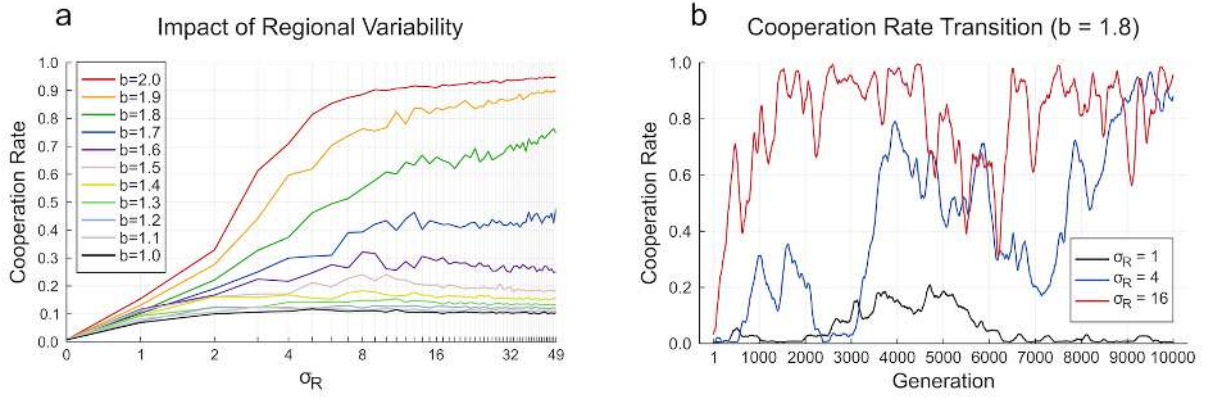 a
Impact of Regional Variability
Cooperation Rate
1.0
0.9
0.8
0.7
0.6
0.5
0.4
0.3
0.2
0.1
0.0
b=2.0
b=1.9
b=1.8
b=1.7
b=1.6
b=1.5
b=1.4
b=1.3
b=1.2
b=1.1
b=1.0
0 1 2 4 8 16 32 49
σR
b
Cooperation Rate Transition (b = 1.8)
Cooperation Rate
1.0
0.8
0.6
0.4
0.2
0.0
σR = 1
σR = 4
σR = 16
1 1000 2000 3000 4000 5000 6000 7000 8000 9000 10000
Generation